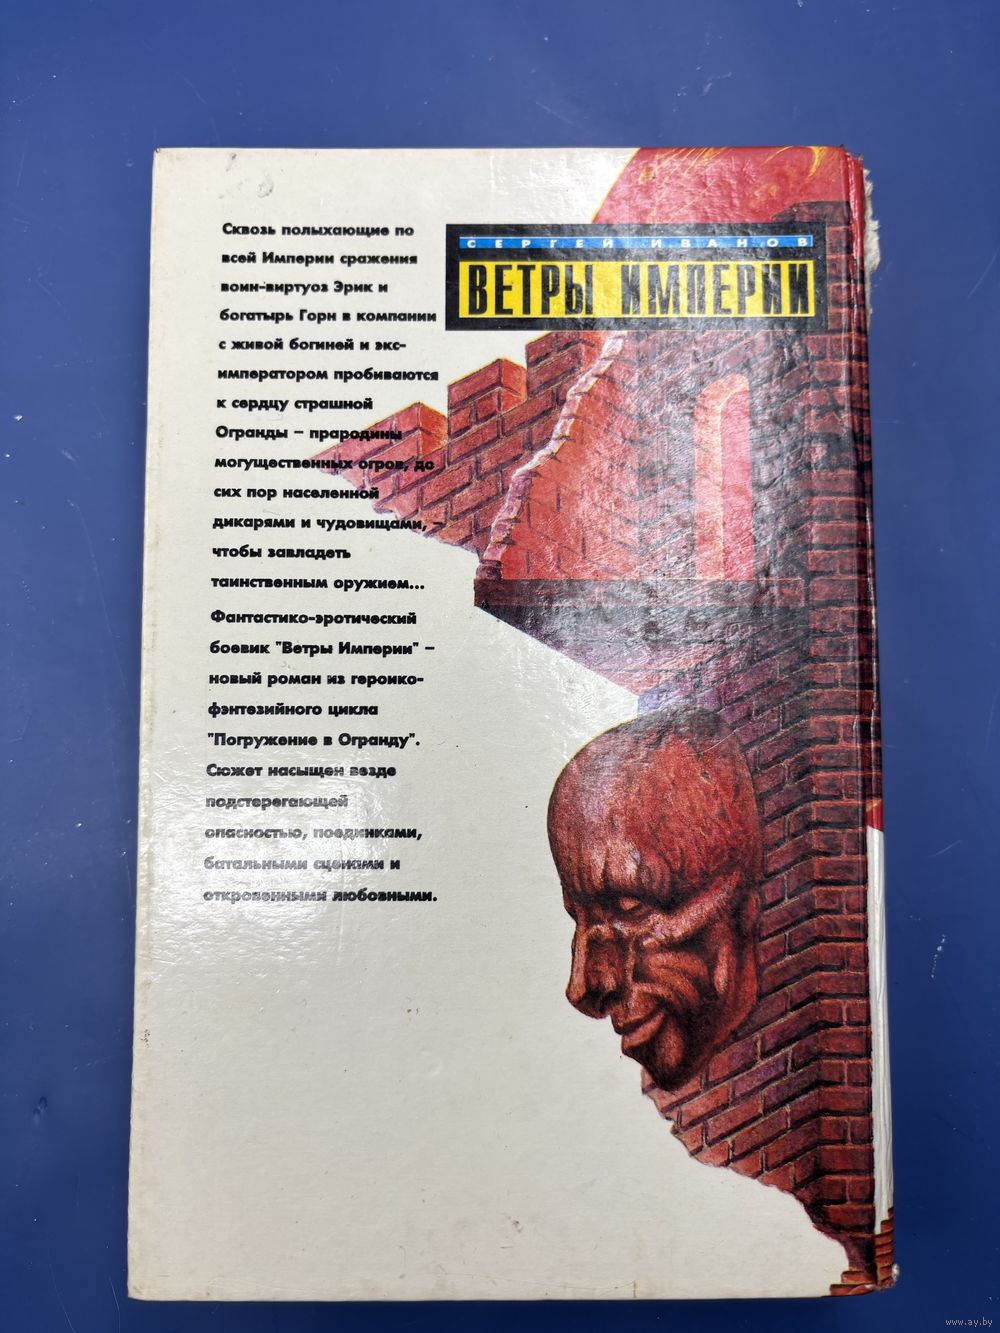 Сквозь полыхающие по
всей Империи сражения
воин-виртуоз Эрик и
богатырь Горн в компании
с живой богиней и экс-
императором пробиваются
к сердцу страшной
Огранды – прародины
могущественных огров, до
сих пор населенной
дикарями и чудовищами, –
чтобы завладеть
таинственным оружием...
Фантастико-эротический
боевик "Ветры Империи" –
новый роман из героико-
фэнтезийного цикла
"Погружение в Огранду".
Сюжет насыщен везде
подстерегающей
опасностью, поединками,
батальными сценами и
откровенными любовными.
СЕРГЕЙ ИВАНОВ
ВЕТРЫ ИМПЕРИИ
www.ay.by